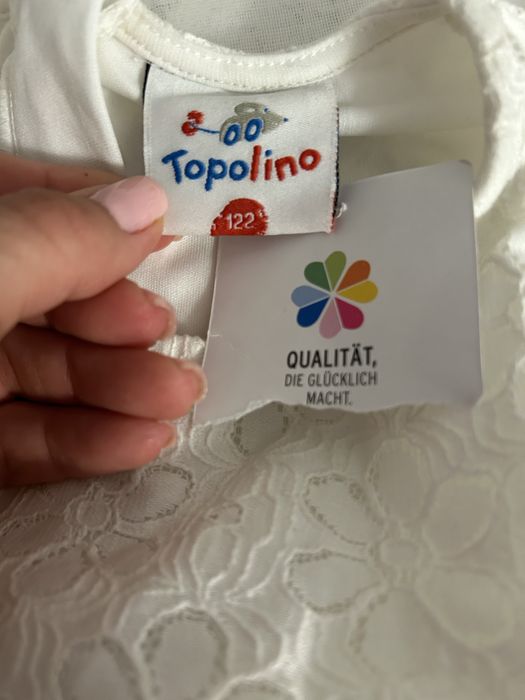 Topolino
122
QUALITÄT,
DIE GLÜCKLICH
MACHT.